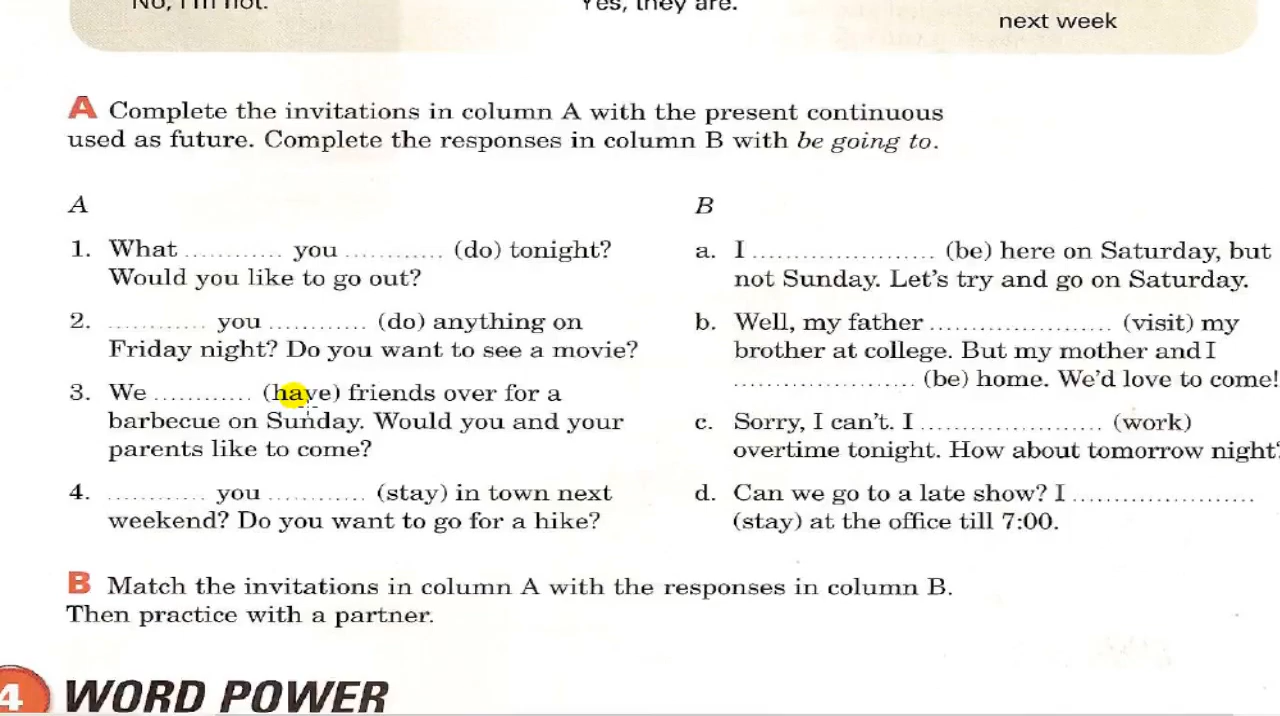 No, I'm not.
Yes, they are.
next week
A Complete the invitations in column A with the present continuous
used as future. Complete the responses in column B with be going to.
A
1. What ............ you ............ (do) tonight?
Would you like to go out?
2. ............ you ............ (do) anything on
Friday night? Do you want to see a movie?
3. We ............ (have) friends over for a
barbecue on Sunday. Would you and your
parents like to come?
4. ............ you ............ (stay) in town next
weekend? Do you want to go for a hike?
B
a. I ...................... (be) here on Saturday, but
not Sunday. Let's try and go on Saturday.
b. Well, my father ...................... (visit) my
brother at college. But my mother and I
...................... (be) home. We'd love to come!
c. Sorry, I can't. I ...................... (work)
overtime tonight. How about tomorrow night?
d. Can we go to a late show? I ......................
(stay) at the office till 7:00.
B Match the invitations in column A with the responses in column B.
Then practice with a partner.
4 WORD POWER